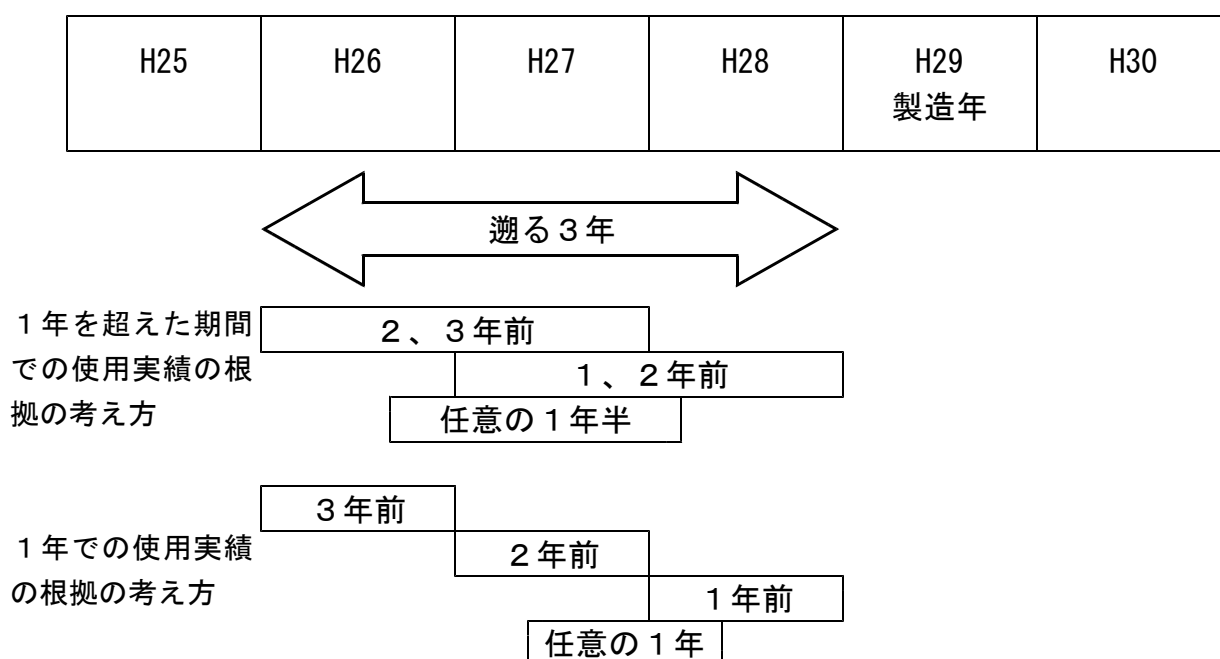 H25 H26 H27 H28 H29 H30
製造年
遡る３年
１年を超えた期間
での使用実績の根
拠の考え方
２、３年前
１、２年前
任意の１年半
３年前
１年での使用実績
の根拠の考え方
２年前
１年前
任意の１年